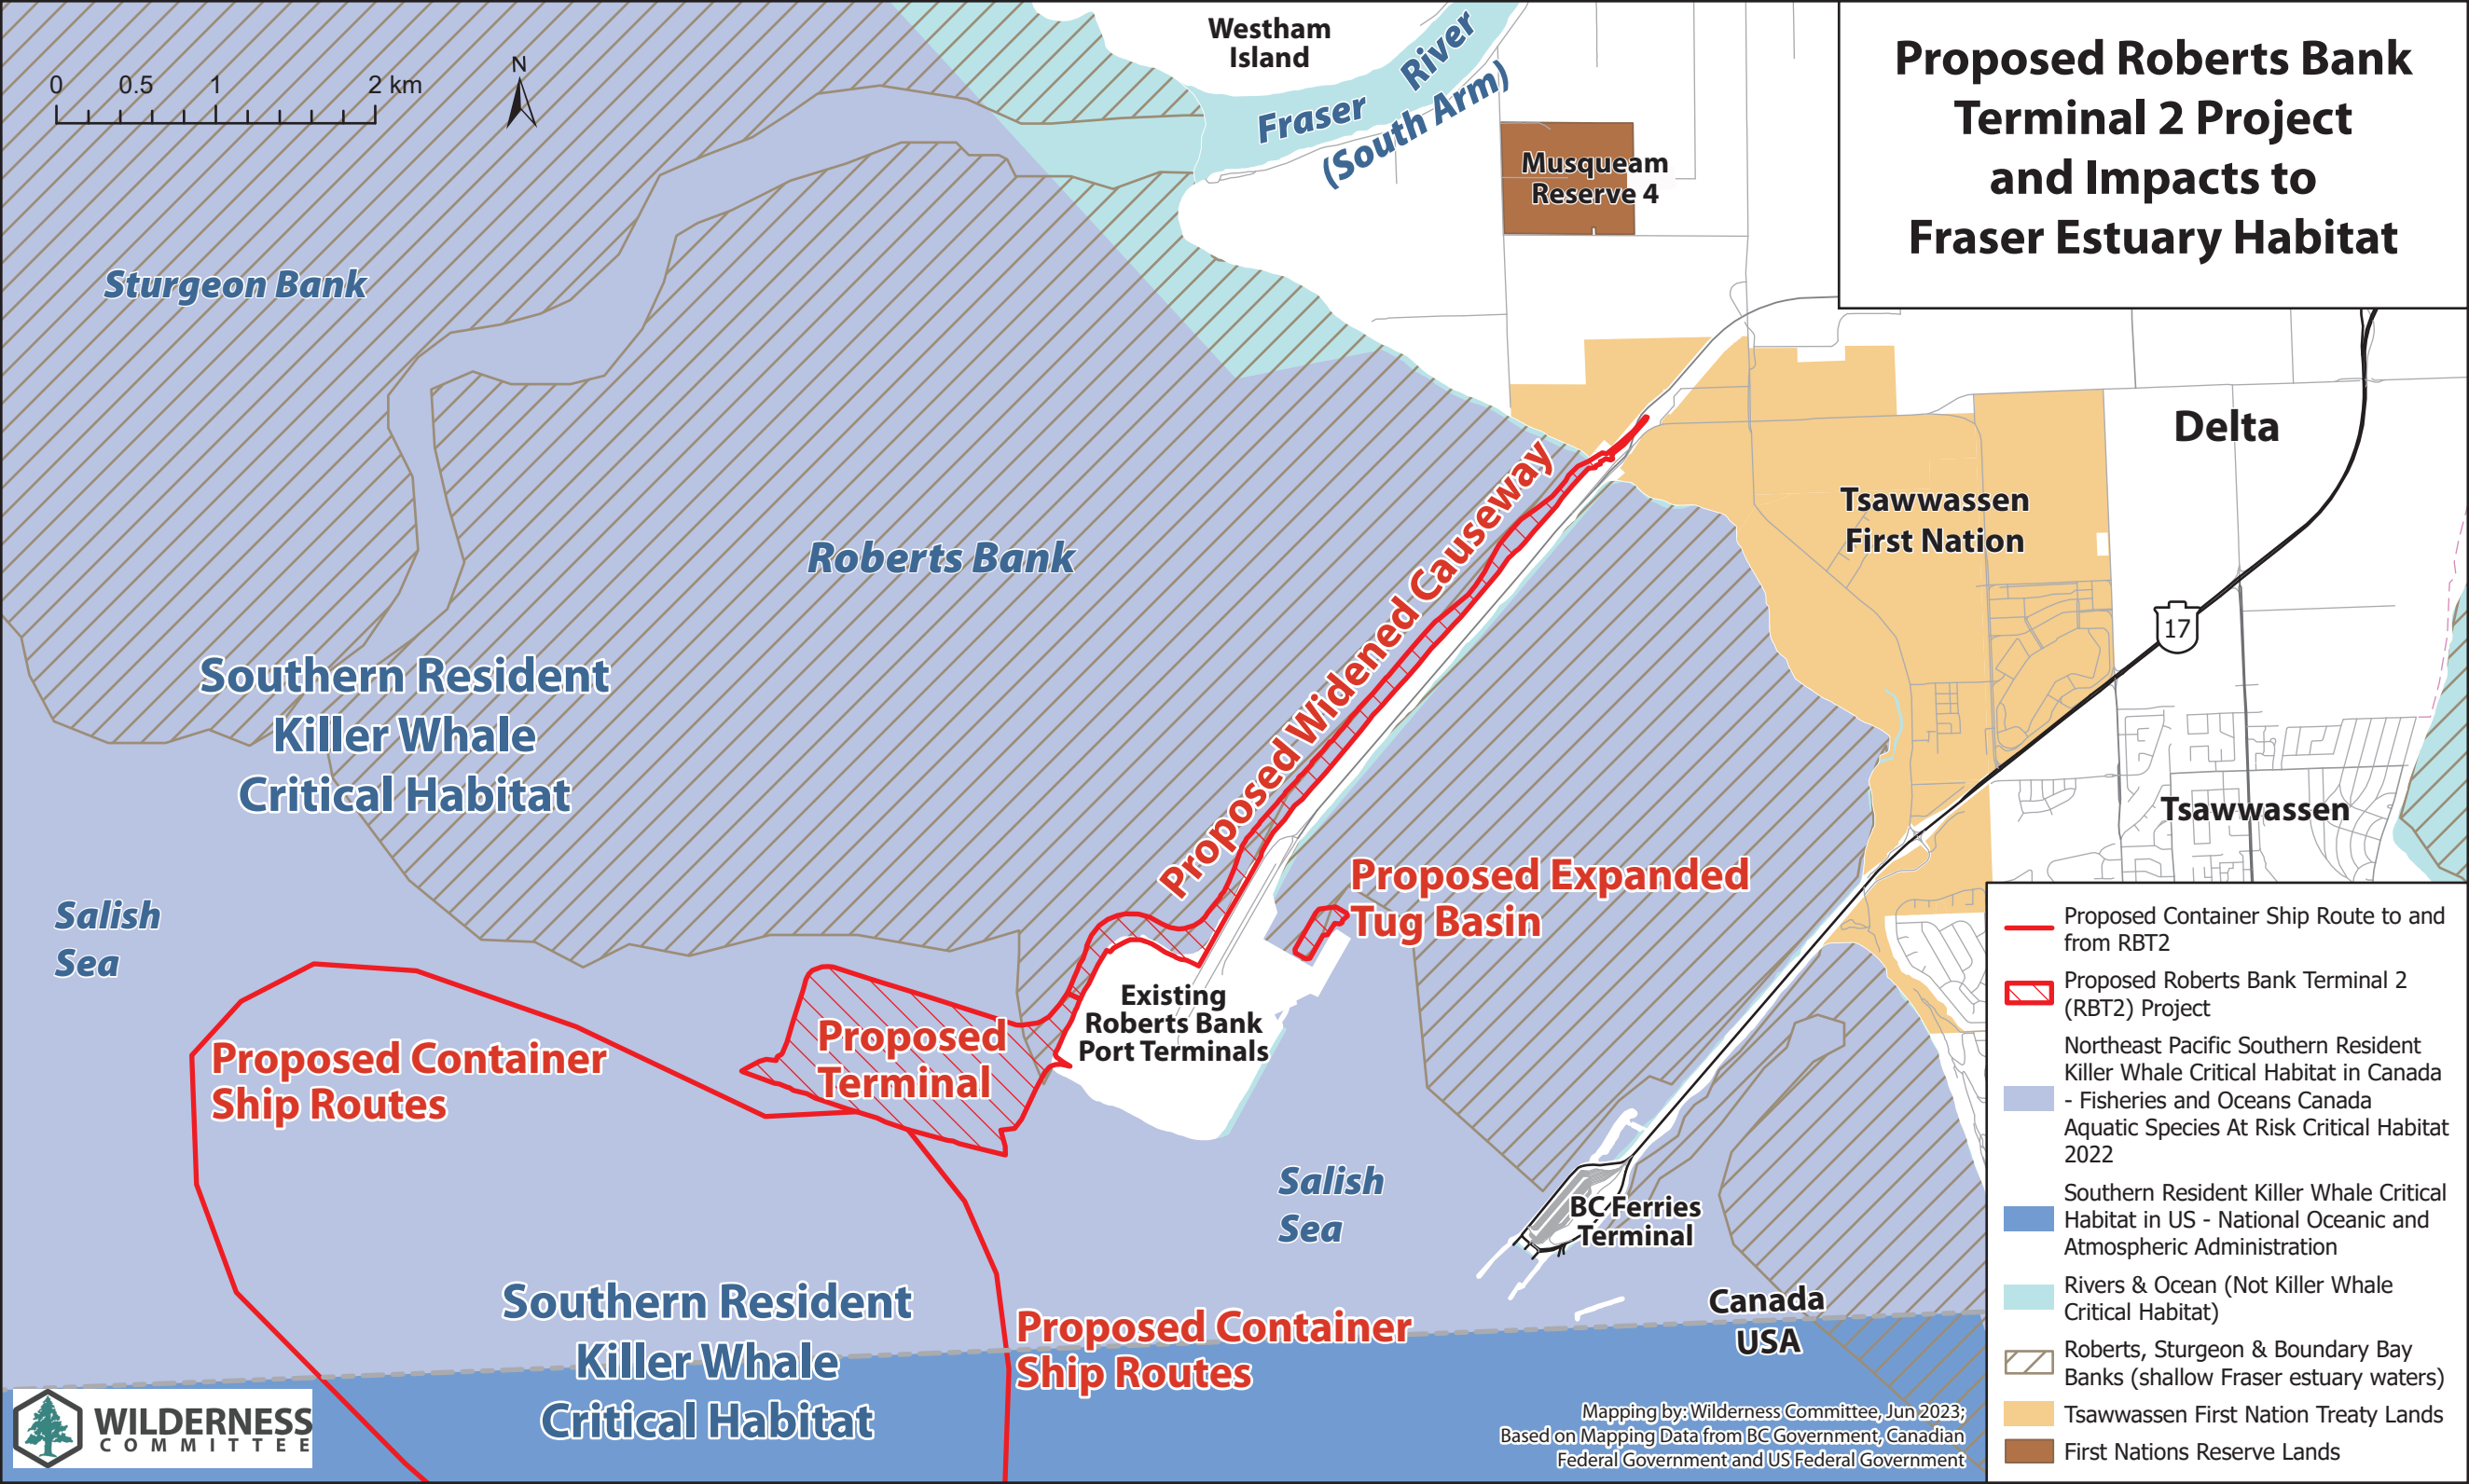 Proposed Roberts Bank
Terminal 2 Project
and Impacts to
Fraser Estuary Habitat
0 0.5 1 2 km
N
Westham
Island
Fraser River
(South Arm)
Musqueam
Reserve 4
Sturgeon Bank
Roberts Bank
Delta
Tsawwassen
First Nation
17
Tsawwassen
Southern Resident
Killer Whale
Critical Habitat
Proposed Widened Causeway
Proposed Expanded
Tug Basin
Salish
Sea
Existing
Roberts Bank
Port Terminals
Proposed
Terminal
Proposed Container
Ship Routes
Salish
Sea
BC Ferries
Terminal
Southern Resident
Killer Whale
Critical Habitat
Proposed Container
Ship Routes
Canada
USA
Proposed Container Ship Route to and
from RBT2
Proposed Roberts Bank Terminal 2
(RBT2) Project
Northeast Pacific Southern Resident
Killer Whale Critical Habitat in Canada
- Fisheries and Oceans Canada
Aquatic Species At Risk Critical Habitat
2022
Southern Resident Killer Whale Critical
Habitat in US - National Oceanic and
Atmospheric Administration
Rivers & Ocean (Not Killer Whale
Critical Habitat)
Roberts, Sturgeon & Boundary Bay
Banks (shallow Fraser estuary waters)
Tsawwassen First Nation Treaty Lands
First Nations Reserve Lands
WILDERNESS
COMMITTEE
Mapping by: Wilderness Committee, Jun 2023;
Based on Mapping Data from BC Government, Canadian
Federal Government and US Federal Government